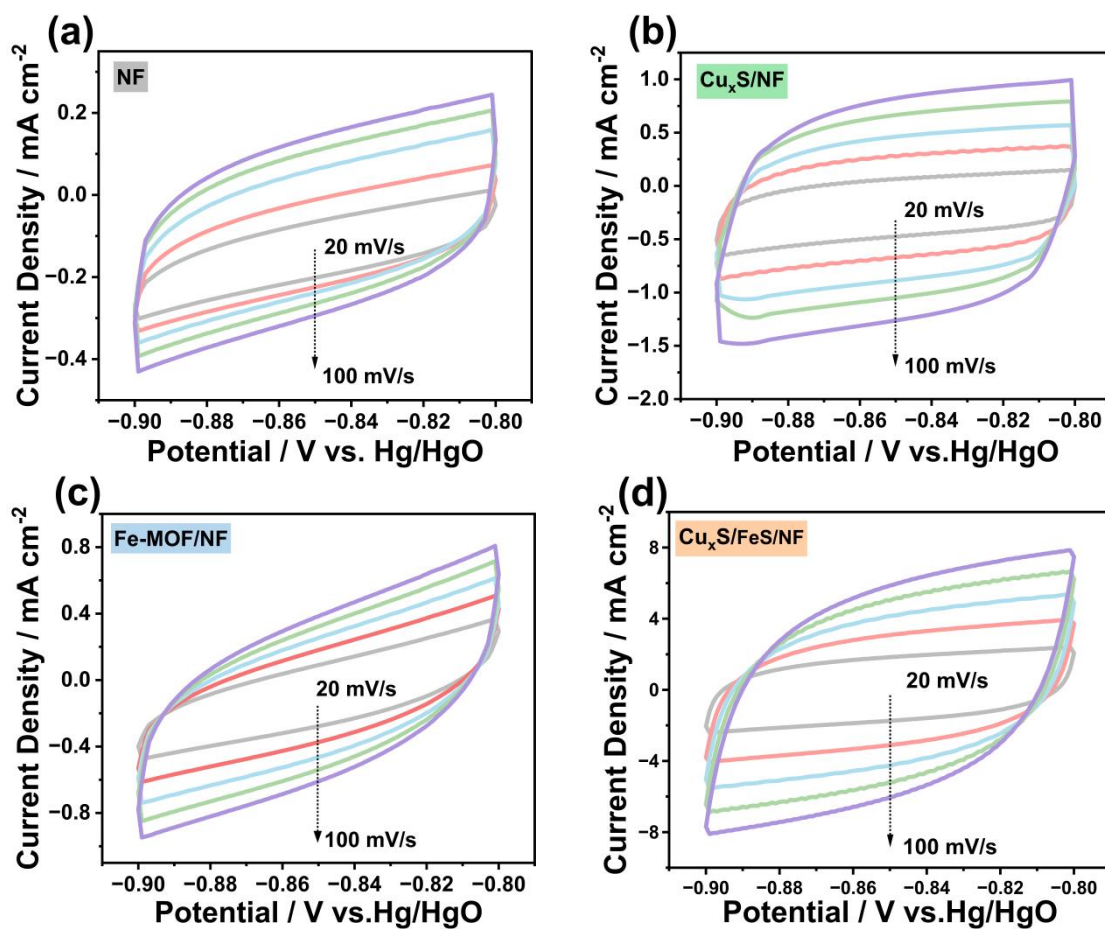 (a)
NF
0.2
0.0
−0.2
−0.4
20 mV/s
100 mV/s
−0.90 −0.88 −0.86 −0.84 −0.82 −0.80
Potential / V vs. Hg/HgO
Current Density / mA cm⁻²
(b)
CuₓS/NF
1.0
0.5
0.0
−0.5
−1.0
−1.5
−2.0
20 mV/s
100 mV/s
−0.90 −0.88 −0.86 −0.84 −0.82 −0.80
Potential / V vs.Hg/HgO
Current Density / mA cm⁻²
(c)
Fe-MOF/NF
0.8
0.4
0.0
−0.4
−0.8
20 mV/s
100 mV/s
−0.90 −0.88 −0.86 −0.84 −0.82 −0.80
Potential / V vs.Hg/HgO
Current Density / mA cm⁻²
(d)
CuₓS/FeS/NF
8
4
0
−4
−8
20 mV/s
100 mV/s
−0.90 −0.88 −0.86 −0.84 −0.82 −0.80
Potential / V vs.Hg/HgO
Current Density / mA cm⁻²